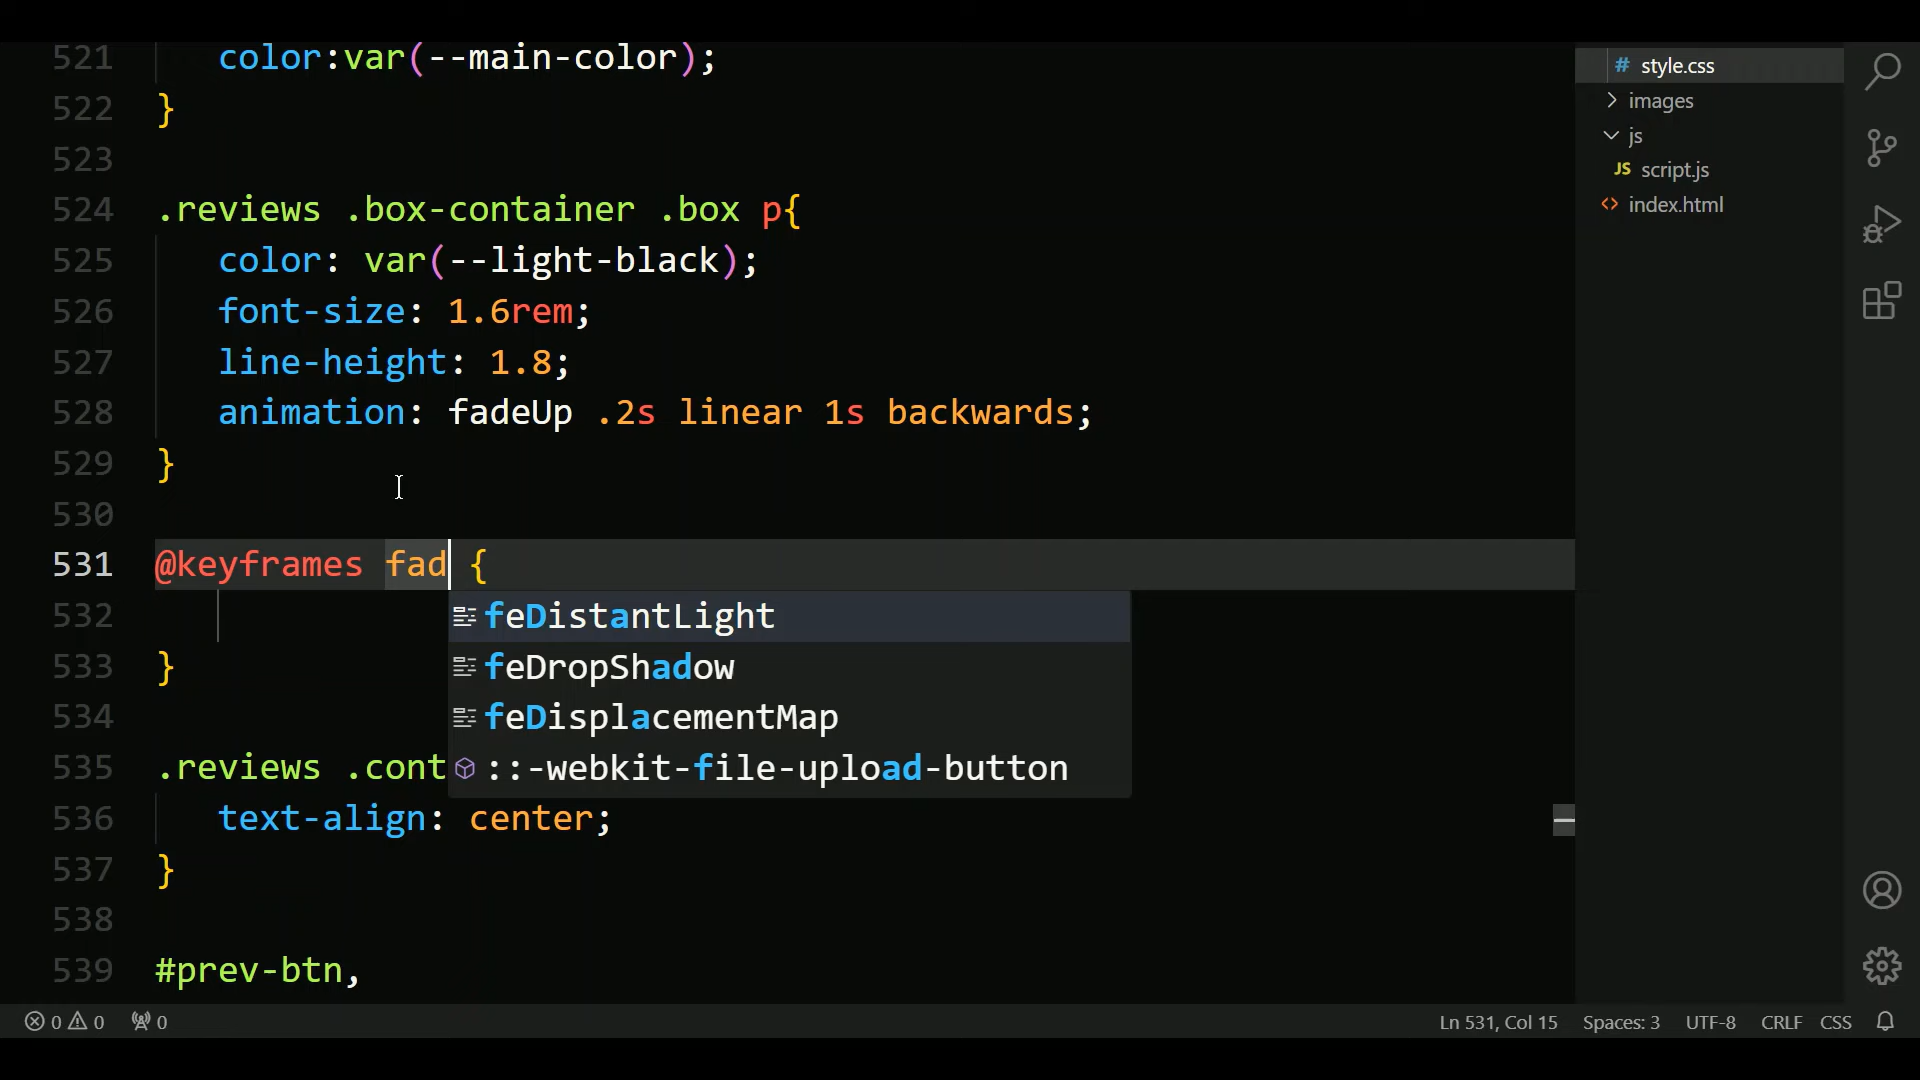 521 color:var(--main-color);
522 }
523
524 .reviews .box-container .box p{
525 color: var(--light-black);
526 font-size: 1.6rem;
527 line-height: 1.8;
528 animation: fadeUp .2s linear 1s backwards;
529 }
530
531 @keyframes fad {
532
feDistantLight
533 }
feDropShadow
534
feDisplacementMap
535 .reviews .cont
::-webkit-file-upload-button
536 text-align: center;
537 }
538
539 #prev-btn,
# style.css
images
js
JS script.js
<> index.html
0 0 0
Ln 531, Col 15 Spaces: 3 UTF-8 CRLF CSS